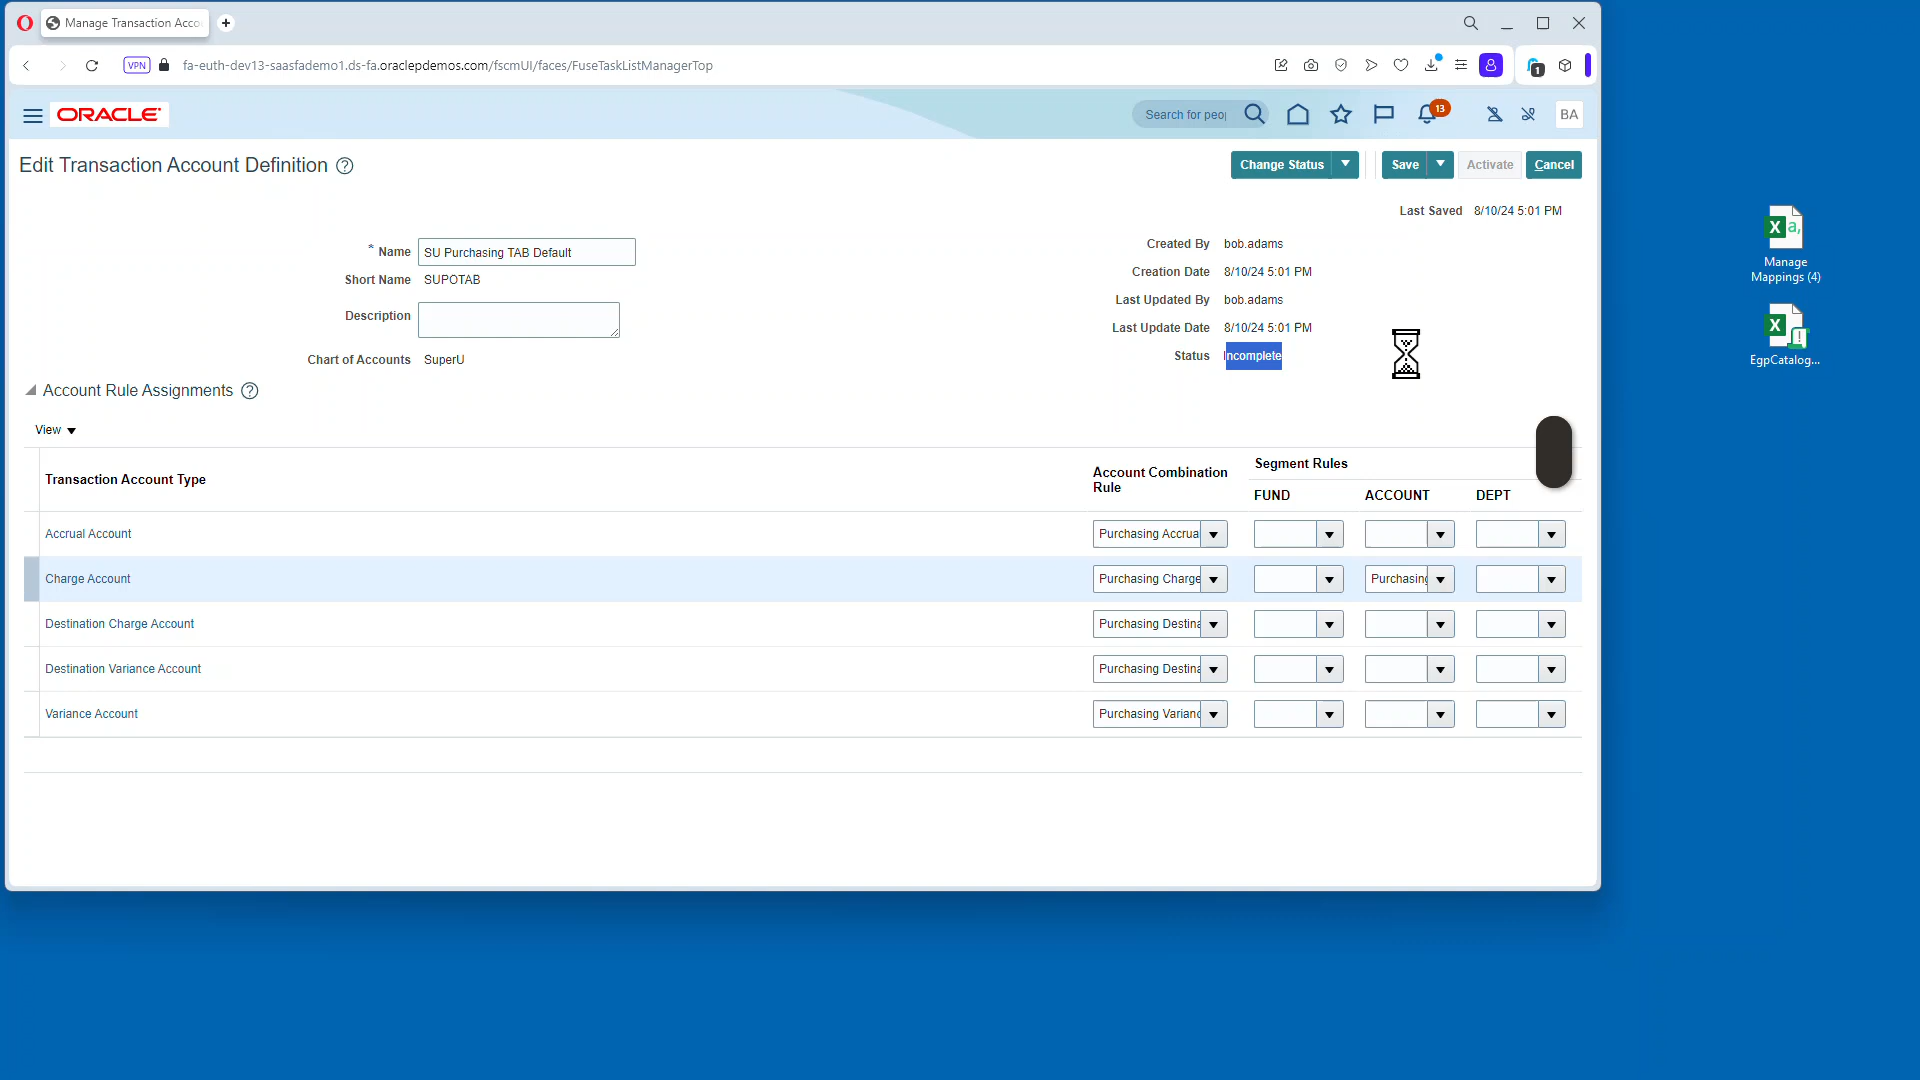 Manage Transaction Acco
VPN fa-euth-dev13-saasfademo1.ds-fa.oraclepdemos.com/fscmUI/faces/FuseTaskListManagerTop
1
ORACLE
Search for peop
13
BA
Edit Transaction Account Definition
Change Status Save Activate Cancel
Last Saved 8/10/24 5:01 PM
* Name SU Purchasing TAB Default
Short Name SUPOTAB
Description
Chart of Accounts SuperU
Created By bob.adams
Creation Date 8/10/24 5:01 PM
Last Updated By bob.adams
Last Update Date 8/10/24 5:01 PM
Status Incomplete
Account Rule Assignments
View
Transaction Account Type
Account Combination
Rule
Segment Rules
FUND ACCOUNT DEPT
Accrual Account Purchasing Accrua
Charge Account Purchasing Charge Purchasing
Destination Charge Account Purchasing Destina
Destination Variance Account Purchasing Destina
Variance Account Purchasing Varianc
Manage
Mappings (4)
EgpCatalog...